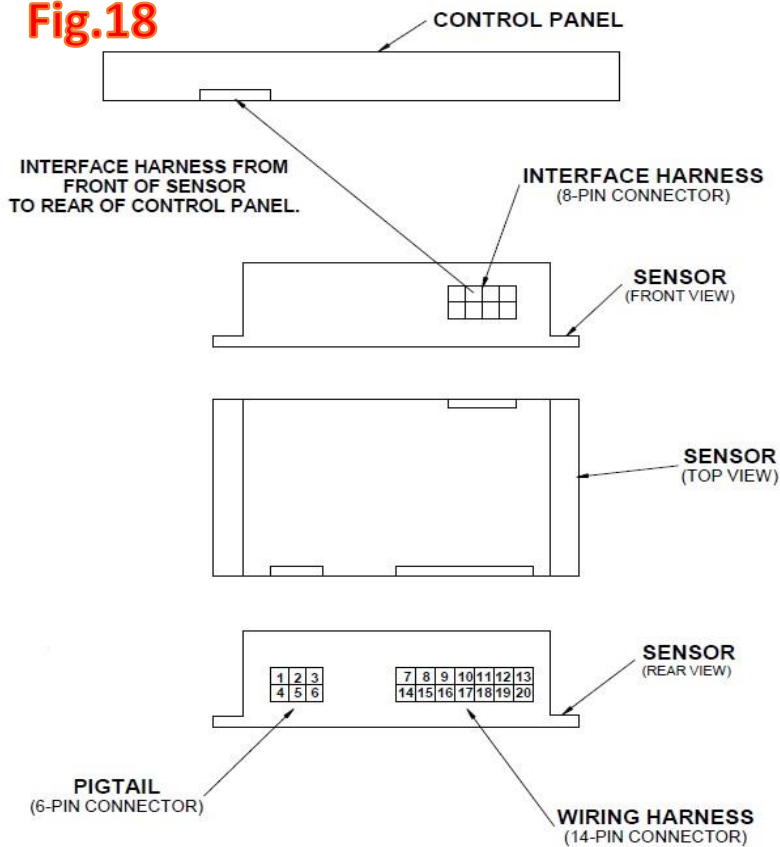 Fig.18
CONTROL PANEL
INTERFACE HARNESS FROM
FRONT OF SENSOR
TO REAR OF CONTROL PANEL.
INTERFACE HARNESS
(8-PIN CONNECTOR)
SENSOR
(FRONT VIEW)
SENSOR
(TOP VIEW)
SENSOR
(REAR VIEW)
1 2 3
4 5 6
7 8 9 10 11 12 13
14 15 16 17 18 19 20
PIGTAIL
(6-PIN CONNECTOR)
WIRING HARNESS
(14-PIN CONNECTOR)